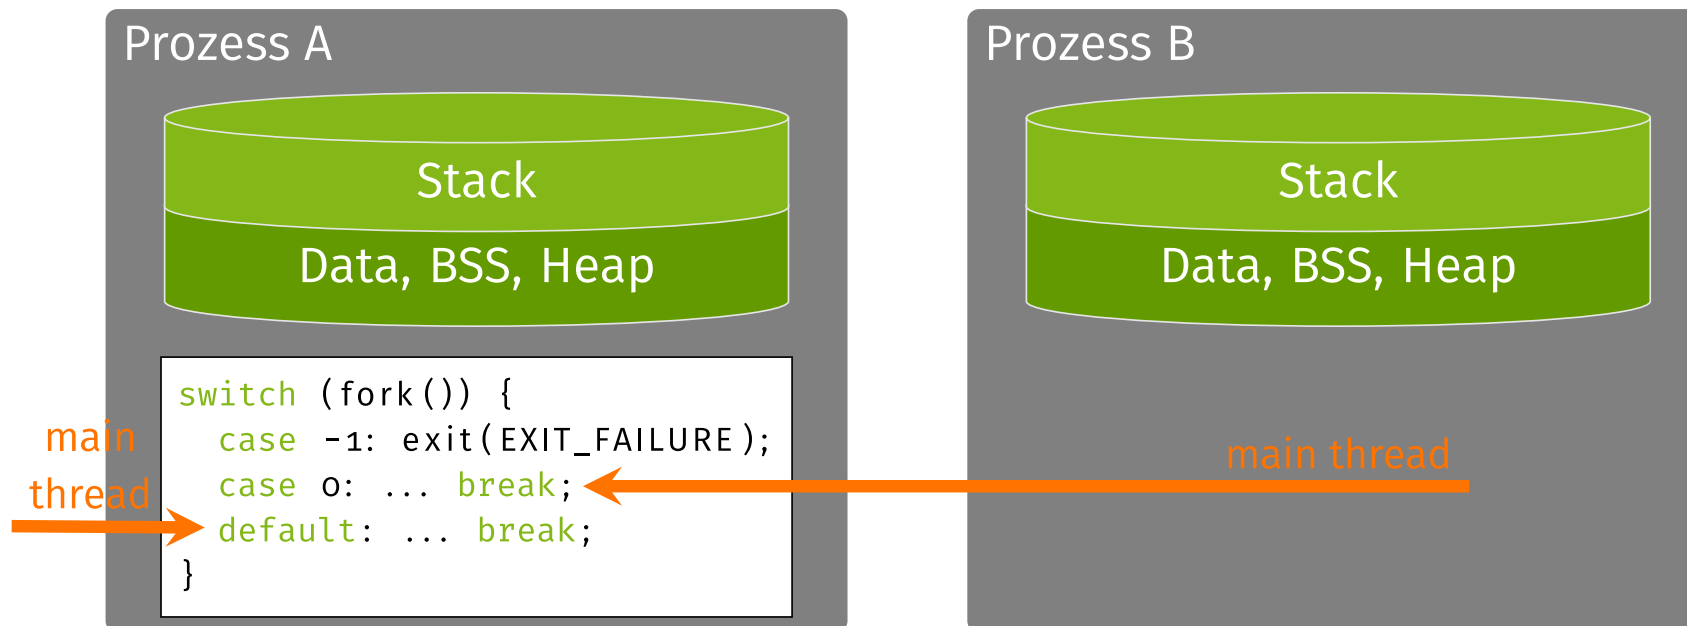 Prozess A
Stack
Data, BSS, Heap
switch (fork()) {
  case -1: exit(EXIT_FAILURE);
  case 0: ... break;
  default: ... break;
}
main
thread
Prozess B
Stack
Data, BSS, Heap
main thread